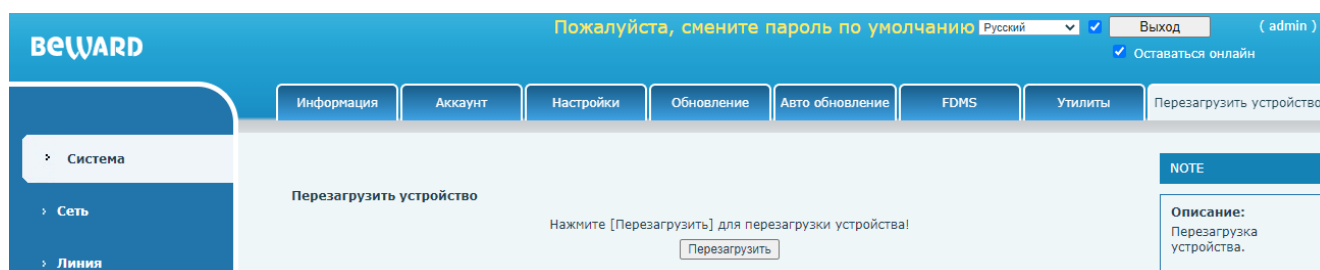 Пожалуйста, смените пароль по умолчанию Русский Выход ( admin )
BEWARD
Оставаться онлайн
Информация Аккаунт Настройки Обновление Авто обновление FDMS Утилиты Перезагрузить устройство
› Система
NOTE
Перезагрузить устройство
› Сеть
Описание:
Нажмите [Перезагрузить] для перезагрузки устройства!
Перезагрузка
Перезагрузить
устройства.
› Линия